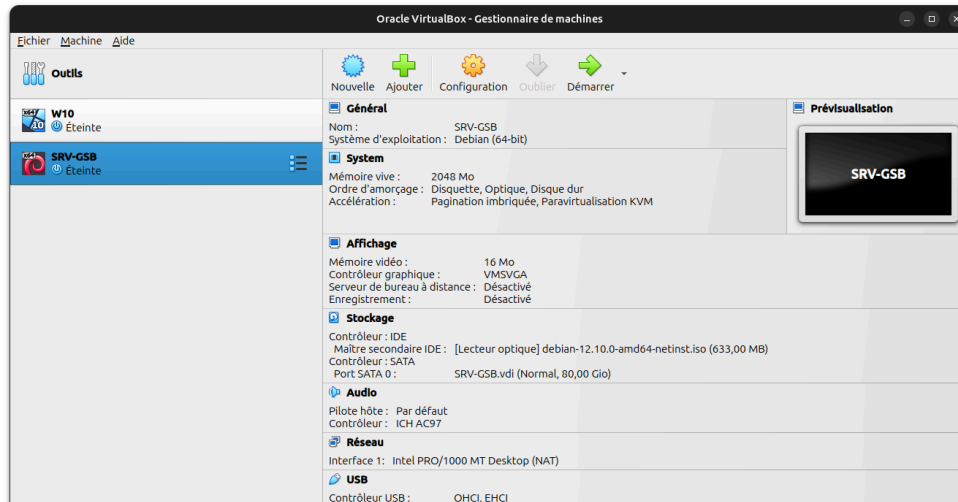 Oracle VirtualBox - Gestionnaire de machines
Fichier Machine Aide
Outils
Nouvelle Ajouter Configuration Oublier Démarrer
W10
Éteinte
SRV-GSB
Éteinte
Général
Nom : SRV-GSB
Système d'exploitation : Debian (64-bit)
System
Mémoire vive : 2048 Mo
Ordre d'amorçage : Disquette, Optique, Disque dur
Accélération : Pagination imbriquée, Paravirtualisation KVM
Prévisualisation
SRV-GSB
Affichage
Mémoire vidéo : 16 Mo
Contrôleur graphique : VMSVGA
Serveur de bureau à distance : Désactivé
Enregistrement : Désactivé
Stockage
Contrôleur : IDE
Maître secondaire IDE : [Lecteur optique] debian-12.10.0-amd64-netinst.iso (633,00 MB)
Contrôleur : SATA
Port SATA 0 : SRV-GSB.vdi (Normal, 80,00 Gio)
Audio
Pilote hôte : Par défaut
Contrôleur : ICH AC97
Réseau
Interface 1: Intel PRO/1000 MT Desktop (NAT)
USB
Contrôleur USB : OHCI, EHCI